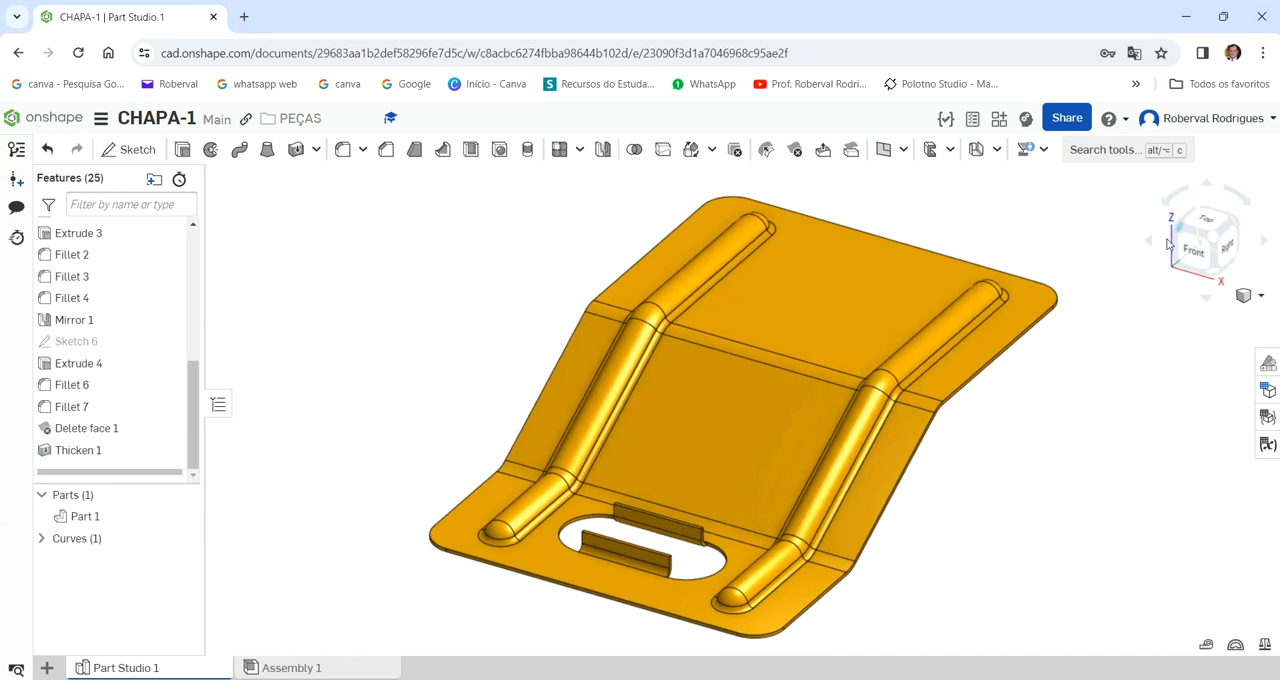 CHAPA-1 | Part Studio 1
cad.onshape.com/documents/29683aa1b2def58296fe7d5c/w/c8acbc6274fbba98644b102d/e/23090f3d1a7046968c95ae2f
canva - Pesquisa Go... Roberval whatsapp web canva Google Início - Canva Recursos do Estuda... WhatsApp Prof. Roberval Rodri... Polotno Studio - Ma... » Todos os favoritos
onshape CHAPA-1 Main PEÇAS Share Roberval Rodrigues
Sketch Search tools... alt/⌥ c
Features (25)
Filter by name or type
Extrude 3
Fillet 2
Fillet 3
Fillet 4
Mirror 1
Sketch 6
Extrude 4
Fillet 6
Fillet 7
Delete face 1
Thicken 1
Parts (1)
Part 1
Curves (1)
Z
Top
Front Right
X
Part Studio 1 Assembly 1